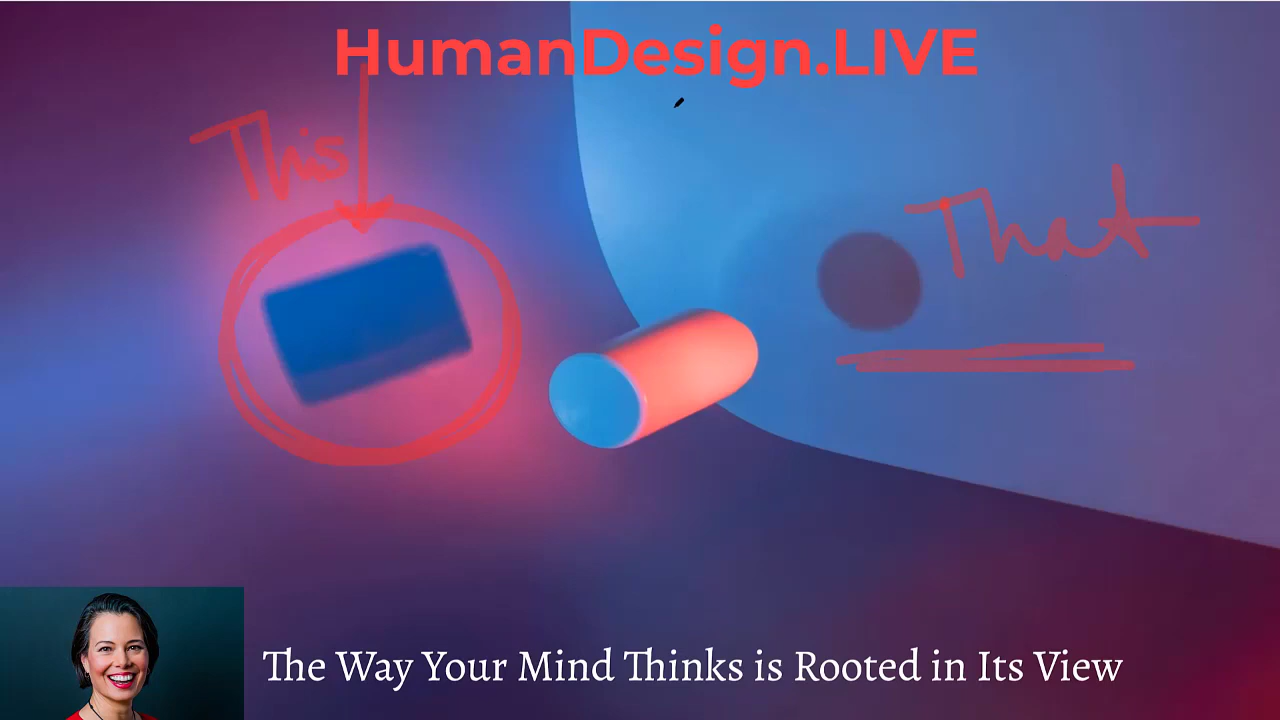 HumanDesign.LIVE
This
That
The Way Your Mind Thinks is Rooted in Its View